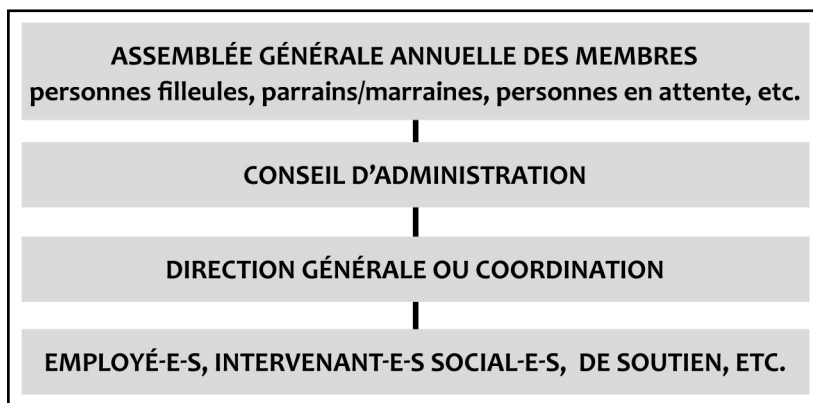 ASSEMBLÉE GÉNÉRALE ANNUELLE DES MEMBRES
personnes filleules, parrains/marraines, personnes en attente, etc.
CONSEIL D’ADMINISTRATION
DIRECTION GÉNÉRALE OU COORDINATION
EMPLOYÉ-E-S, INTERVENANT-E-S SOCIAL-E-S, DE SOUTIEN, ETC.